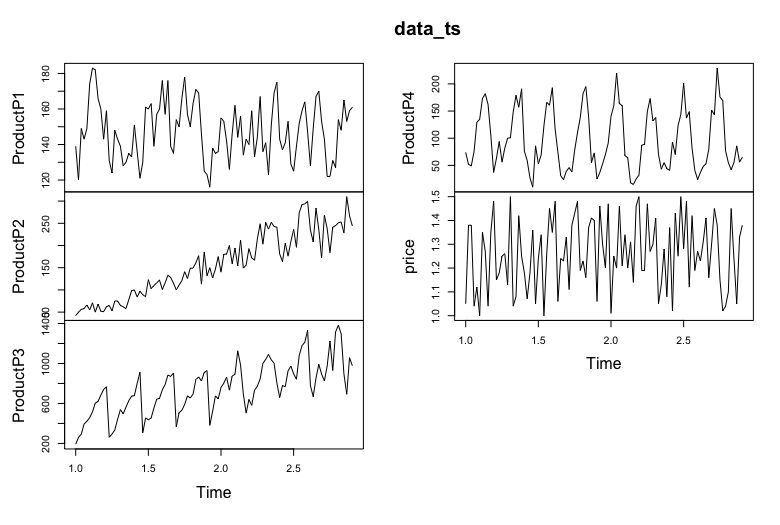 data_ts
ProductP1
120 140 160 180
ProductP2
50 150 250
ProductP3
200 600 1000 1400
1.0 1.5 2.0 2.5
Time
ProductP4
50 100 150 200
price
1.0 1.1 1.2 1.3 1.4 1.5
1.0 1.5 2.0 2.5
Time